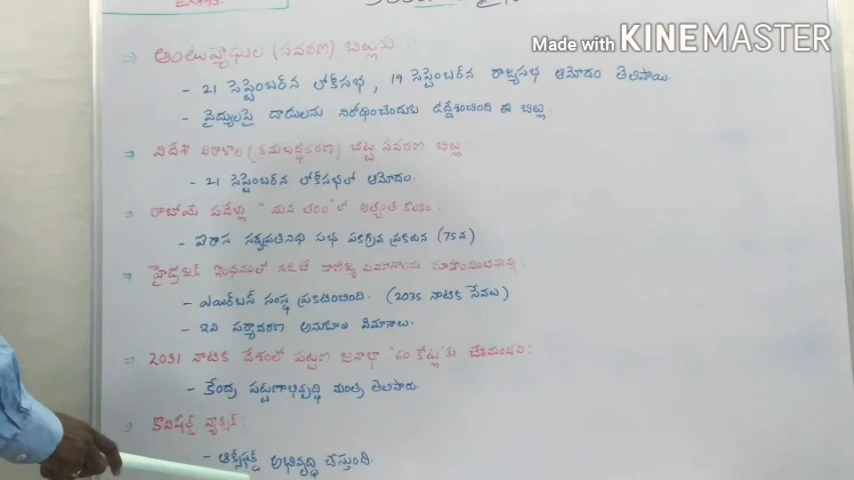 EXAMS
Made with KINEMASTER
అంటువ్యాధుల (సవరణ) బిల్లుకు :
- 21 సెప్టెంబర్‌న లోక్‌సభ, 19 సెప్టెంబర్‌న రాజ్యసభ ఆమోదం తెలిపాయి.
- వైద్యులపై దాడులను నిరోధించేందుకు ఉద్దేశించింది ఈ బిల్లు.
విదేశీ విరాళాల (క్రమబద్ధీకరణ) చట్ట సవరణ బిల్లు :
- 21 సెప్టెంబర్‌న లోక్‌సభలో ఆమోదం.
రాబోయే పదేళ్లు "మన తరం"లో అత్యంత కీలకం :
- ఐరాస సర్వప్రతినిధి సభ ఏకగ్రీవ ప్రకటన (75వ)
హైడ్రోజన్ ఇంధనంతో నడిచే వాణిజ్య విమానాలను రూపొందించనున్న :
- ఎయిర్‌బస్ సంస్థ ప్రకటించింది. (2035 నాటికి సేవలు)
- ఇవి పర్యావరణ అనుకూల విమానాలు.
2031 నాటికి దేశంలో పట్టణ జనాభా '60 కోట్ల'కు చేరనుందని :
- కేంద్ర పట్టణాభివృద్ధి మంత్రి తెలిపారు.
కోవిషీల్డ్ వ్యాక్సిన్ :
- ఆక్స్‌ఫర్డ్ అభివృద్ధి చేస్తుంది.